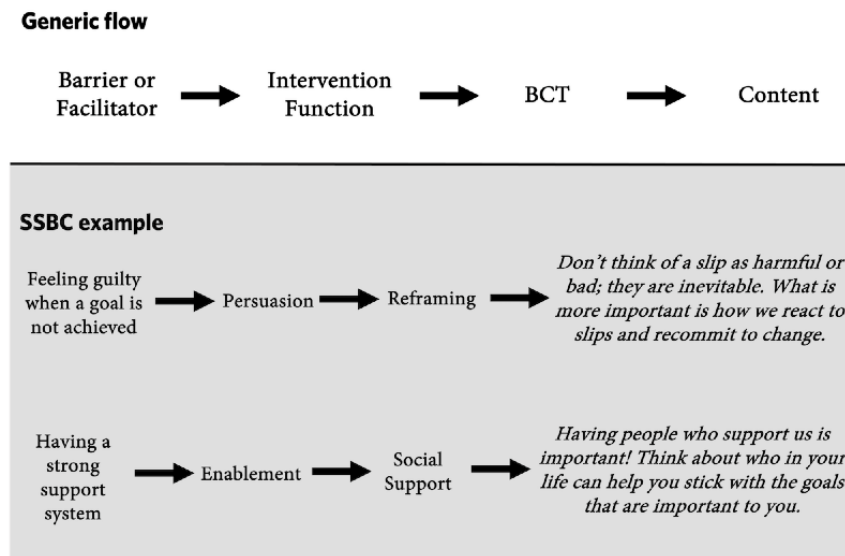 Generic flow
Barrier or
Facilitator
Intervention
Function
BCT
Content
SSBC example
Feeling guilty
when a goal is
not achieved
Persuasion
Reframing
Don't think of a slip as harmful or
bad; they are inevitable. What is
more important is how we react to
slips and recommit to change.
Having a
strong
support
system
Enablement
Social
Support
Having people who support us is
important! Think about who in your
life can help you stick with the goals
that are important to you.